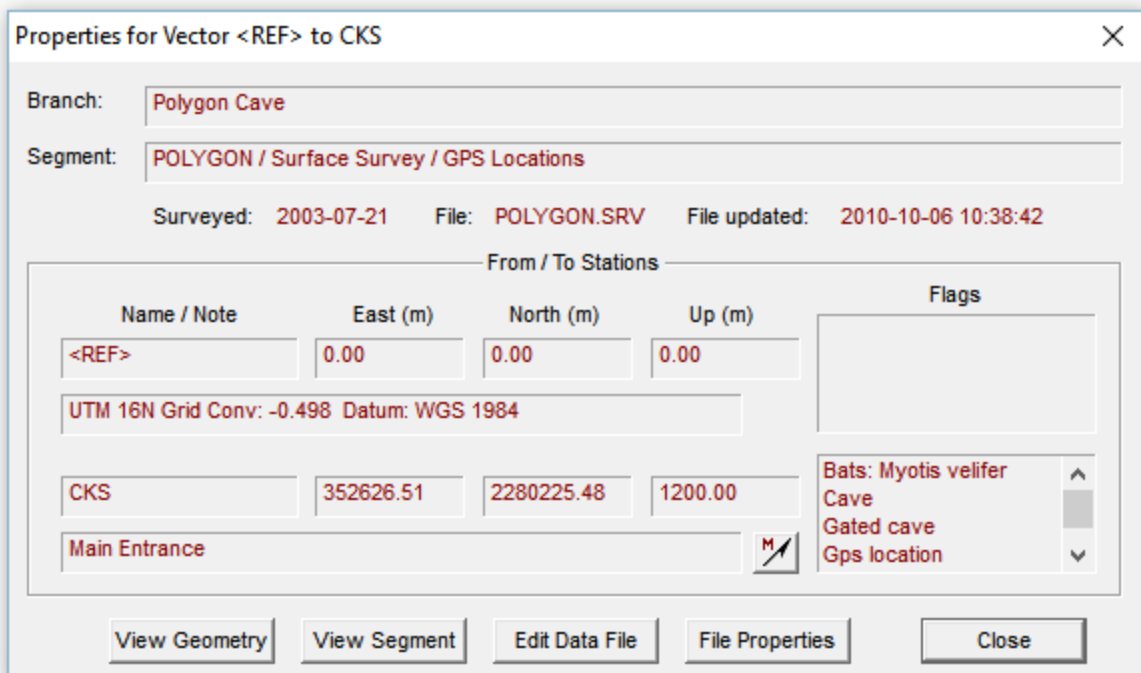 Properties for Vector <REF> to CKS
Branch: Polygon Cave
Segment: POLYGON / Surface Survey / GPS Locations
Surveyed: 2003-07-21 File: POLYGON.SRV File updated: 2010-10-06 10:38:42
From / To Stations
Name / Note East (m) North (m) Up (m) Flags
<REF> 0.00 0.00 0.00
UTM 16N Grid Conv: -0.498 Datum: WGS 1984
CKS 352626.51 2280225.48 1200.00
Main Entrance M
Bats: Myotis velifer
Cave
Gated cave
Gps location
View Geometry View Segment Edit Data File File Properties Close